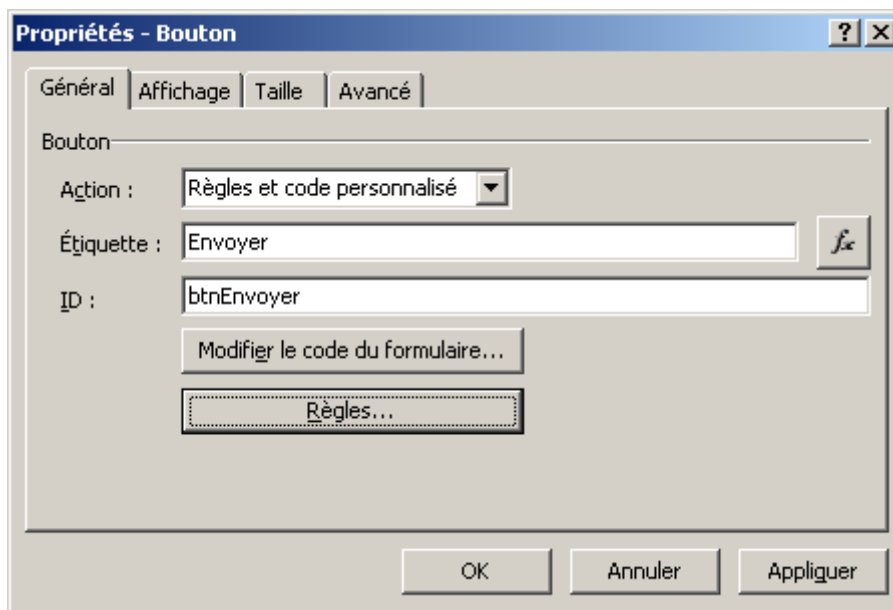 Propriétés - Bouton
Général Affichage Taille Avancé
Bouton
Action : Règles et code personnalisé
Étiquette : Envoyer fx
ID : btnEnvoyer
Modifier le code du formulaire...
Règles...
OK Annuler Appliquer